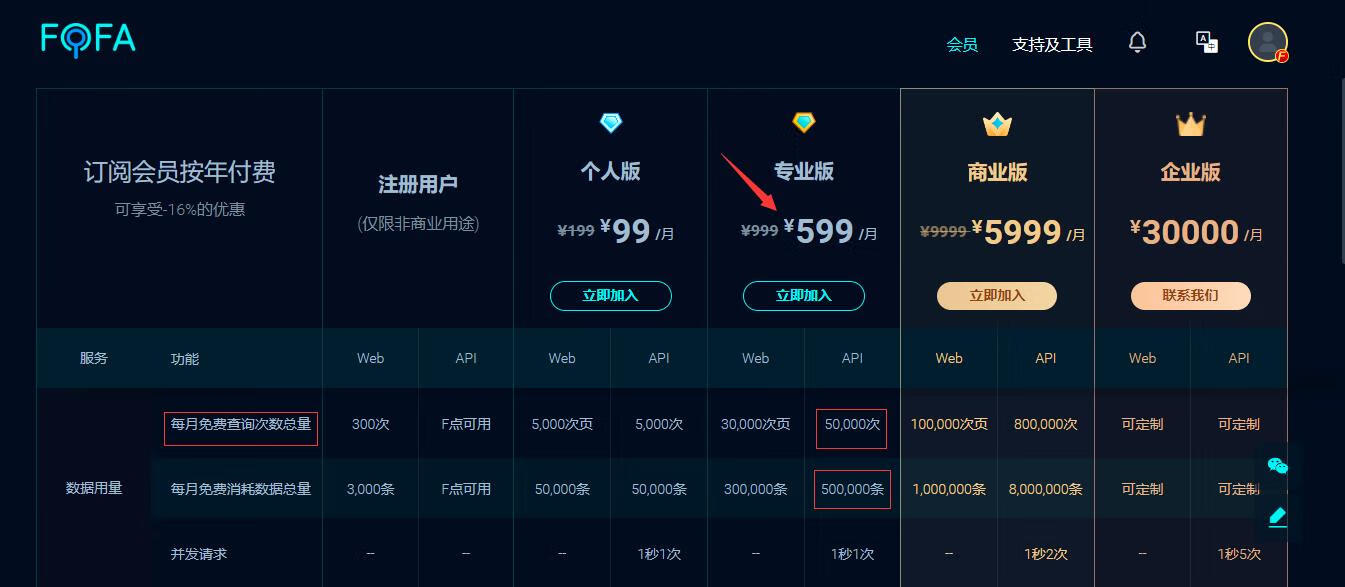 FOFA
会员 支持及工具
订阅会员按年付费
可享受-16%的优惠
注册用户
(仅限非商业用途)
个人版
¥199 ¥99 /月
立即加入
专业版
¥999 ¥599 /月
立即加入
商业版
¥9999 ¥5999 /月
立即加入
企业版
¥30000 /月
联系我们
服务 功能 Web API Web API Web API Web API Web API
每月免费查询次数总量 300次 F点可用 5,000次页 5,000次 30,000次页 50,000次 100,000次页 800,000次 可定制 可定制
数据用量
每月免费消耗数据总量 3,000条 F点可用 50,000条 50,000条 300,000条 500,000条 1,000,000条 8,000,000条 可定制 可定制
并发请求 -- -- -- 1秒1次 -- 1秒1次 -- 1秒2次 -- 1秒5次